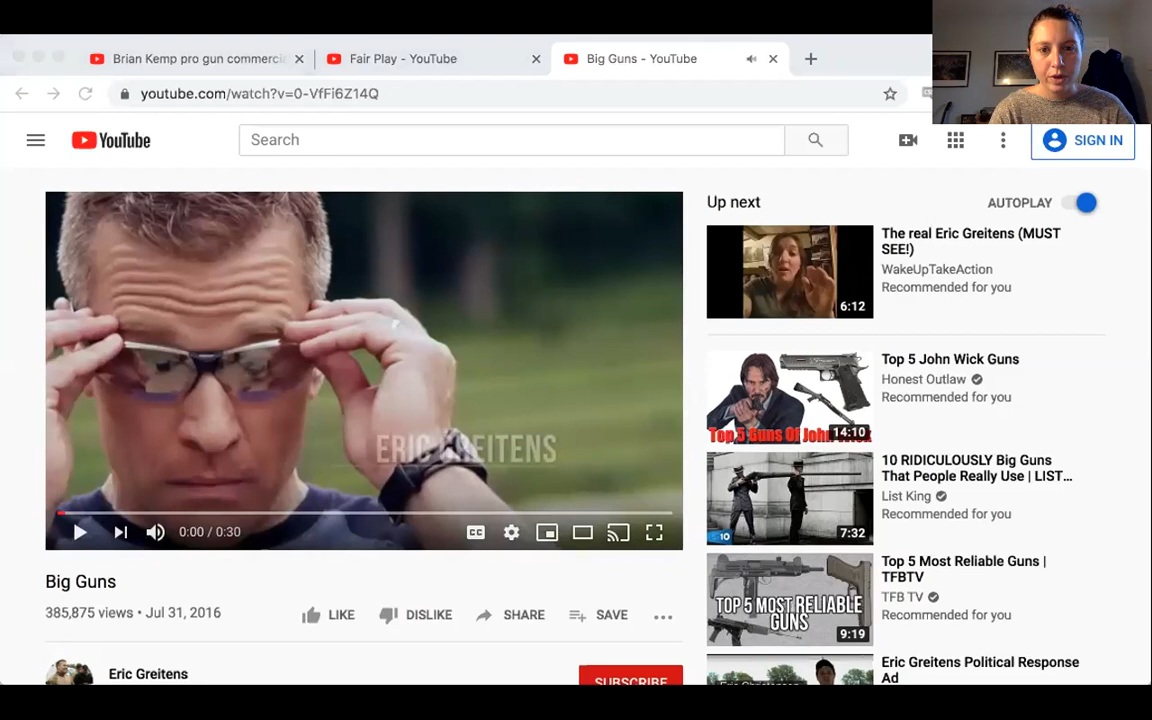 Brian Kemp pro gun commerci
Fair Play - YouTube
Big Guns - YouTube
youtube.com/watch?v=0-VfFi6Z14Q
YouTube
Search
SIGN IN
ERIC GREITENS
0:00 / 0:30
CC
Big Guns
385,875 views • Jul 31, 2016
LIKE
DISLIKE
SHARE
SAVE
Eric Greitens
SUBSCRIBE
Up next
AUTOPLAY
6:12
The real Eric Greitens (MUST
SEE!)
WakeUpTakeAction
Recommended for you
14:10
Top 5 Guns Of John
Top 5 John Wick Guns
Honest Outlaw
Recommended for you
10
7:32
10 RIDICULOUSLY Big Guns
That People Really Use | LIST...
List King
Recommended for you
TOP 5 MOST RELIABLE
GUNS
9:19
Top 5 Most Reliable Guns |
TFBTV
TFB TV
Recommended for you
Eric Greitens Political Response
Ad